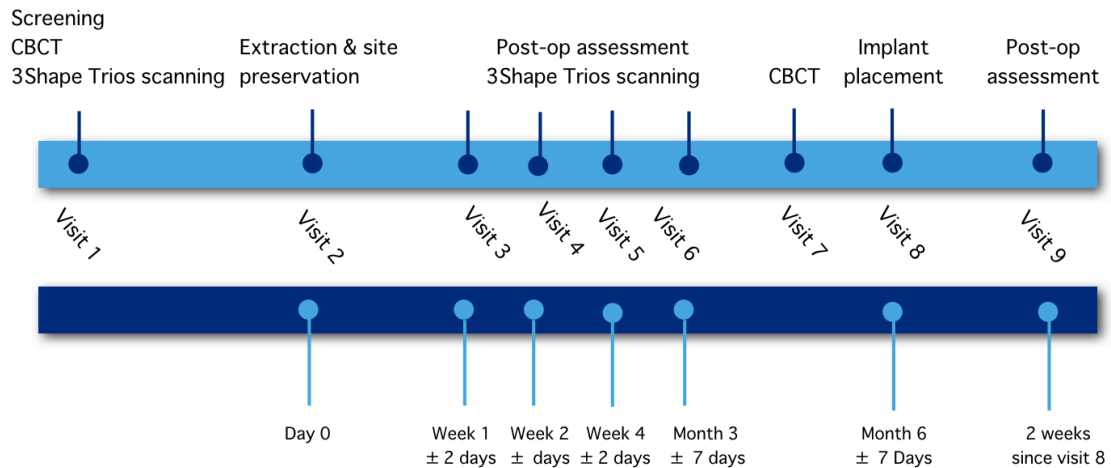 Screening
CBCT
3Shape Trios scanning
Extraction & site
preservation
Post-op assessment
3Shape Trios scanning
CBCT
Implant
placement
Post-op
assessment
Visit 1
Visit 2
Visit 3
Visit 4
Visit 5
Visit 6
Visit 7
Visit 8
Visit 9
Day 0
Week 1
± 2 days
Week 2
± days
Week 4
± 2 days
Month 3
± 7 days
Month 6
± 7 Days
2 weeks
since visit 8